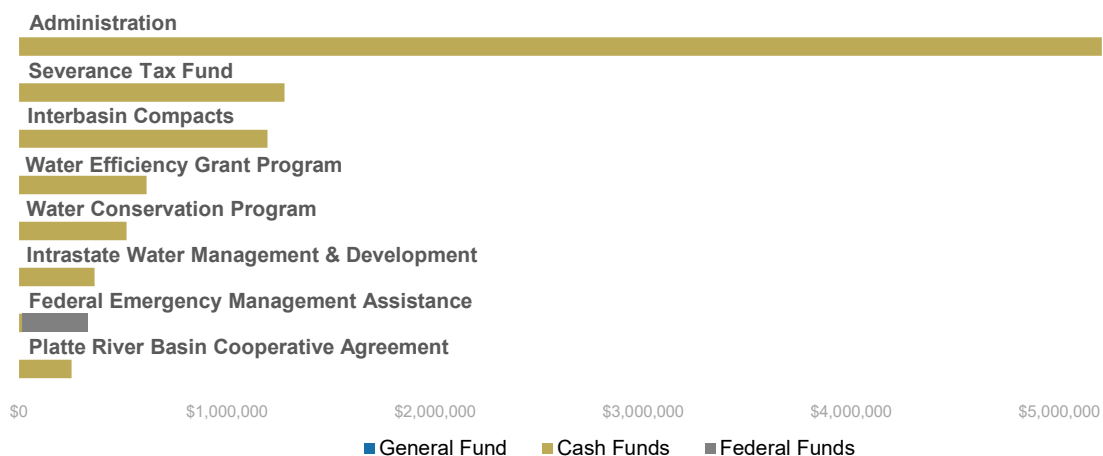 Administration
Severance Tax Fund
Interbasin Compacts
Water Efficiency Grant Program
Water Conservation Program
Intrastate Water Management & Development
Federal Emergency Management Assistance
Platte River Basin Cooperative Agreement
$0 $1,000,000 $2,000,000 $3,000,000 $4,000,000 $5,000,000
General Fund Cash Funds Federal Funds